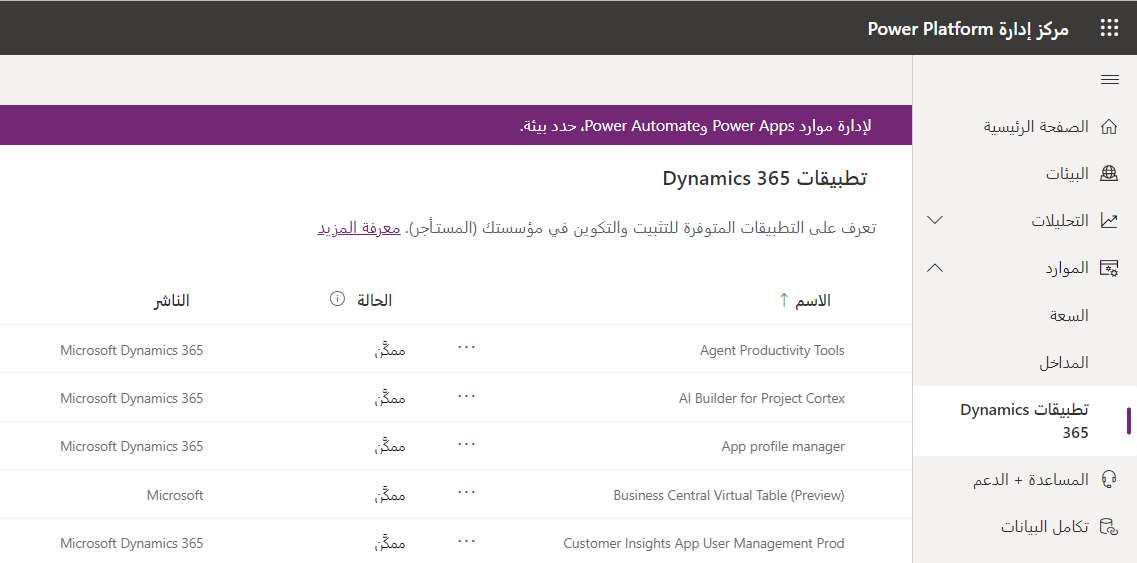 مركز إدارة Power Platform
الصفحة الرئيسية
البيئات
التحليلات
الموارد
السعة
المداخل
تطبيقات Dynamics
365
المساعدة + الدعم
تكامل البيانات
لإدارة موارد Power Apps وPower Automate، حدد بيئة.
تطبيقات Dynamics 365
تعرف على التطبيقات المتوفرة للتثبيت والتكوين في مؤسستك (المستأجر). معرفة المزيد
الاسم ↑ الحالة الناشر
Agent Productivity Tools ··· ممكَّن Microsoft Dynamics 365
AI Builder for Project Cortex ··· ممكَّن Microsoft Dynamics 365
App profile manager ··· ممكَّن Microsoft Dynamics 365
Business Central Virtual Table (Preview) ··· ممكَّن Microsoft
Customer Insights App User Management Prod ··· ممكَّن Microsoft Dynamics 365